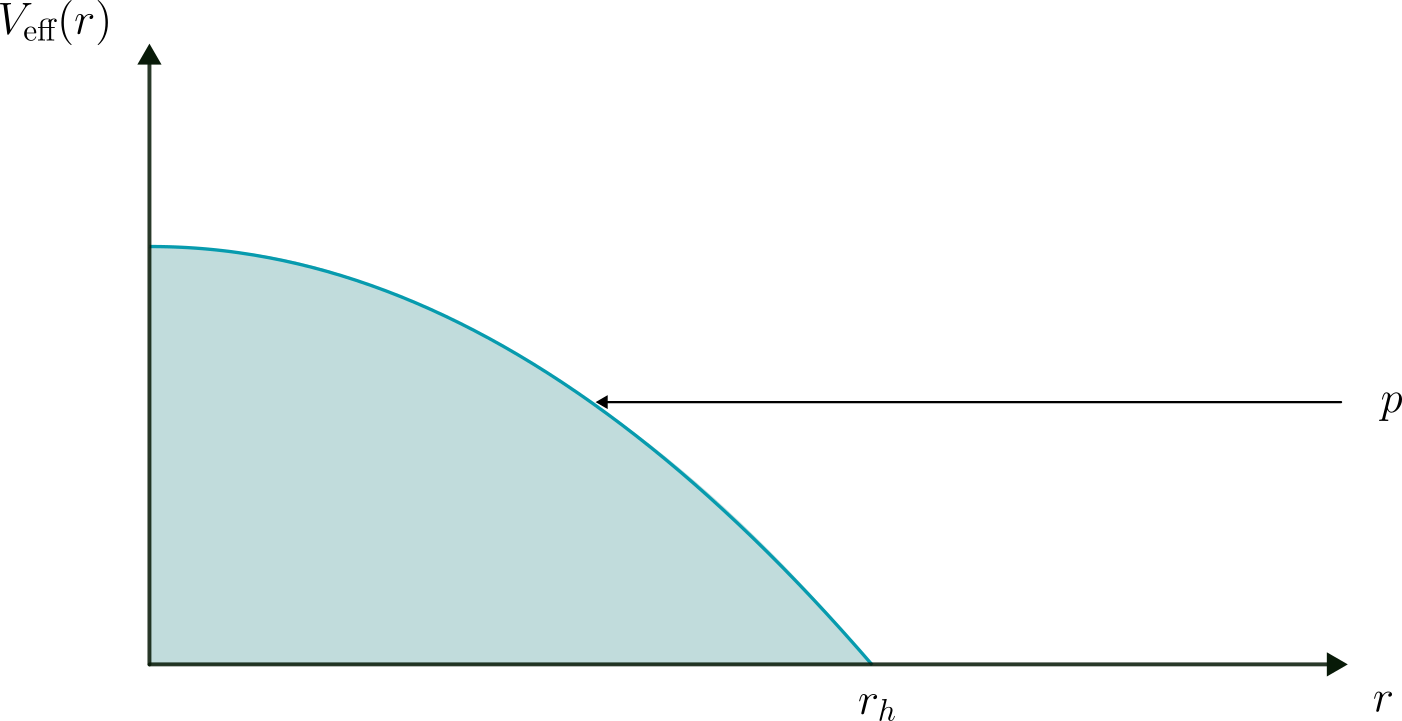 V_eff(r)
p
r_h
r